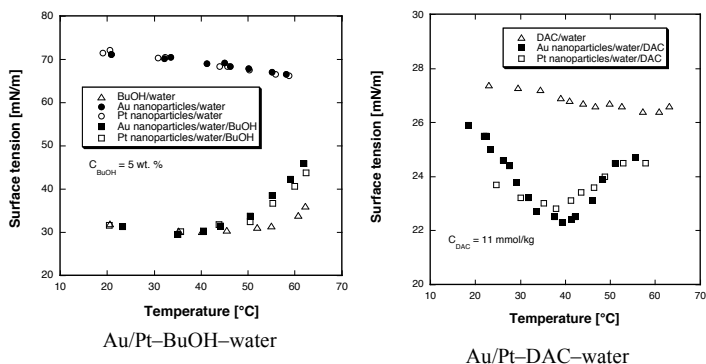 Surface tension [mN/m]
80
70
60
50
40
30
20
BuOH/water
Au nanoparticles/water
Pt nanoparticles/water
Au nanoparticles/water/BuOH
Pt nanoparticles/water/BuOH
C_BuOH = 5 wt. %
10 20 30 40 50 60 70
Temperature [°C]
Au/Pt–BuOH–water
Surface tension [mN/m]
28
26
24
22
20
DAC/water
Au nanoparticles/water/DAC
Pt nanoparticles/water/DAC
C_DAC = 11 mmol/kg
10 20 30 40 50 60 70
Temperature [°C]
Au/Pt–DAC–water